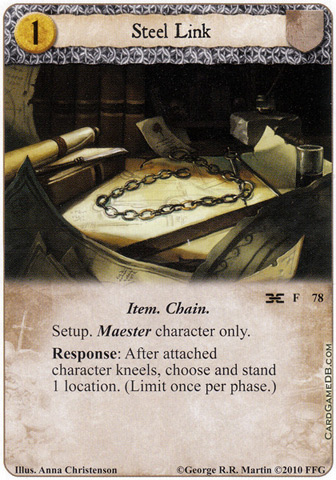 1
Steel Link
Item. Chain.
F 78
Setup. Maester character only.
Response: After attached
character kneels, choose and stand
1 location. (Limit once per phase.)
CARDGAMEDB.COM
Illus. Anna Christenson ©George R.R. Martin ©2010 FFG